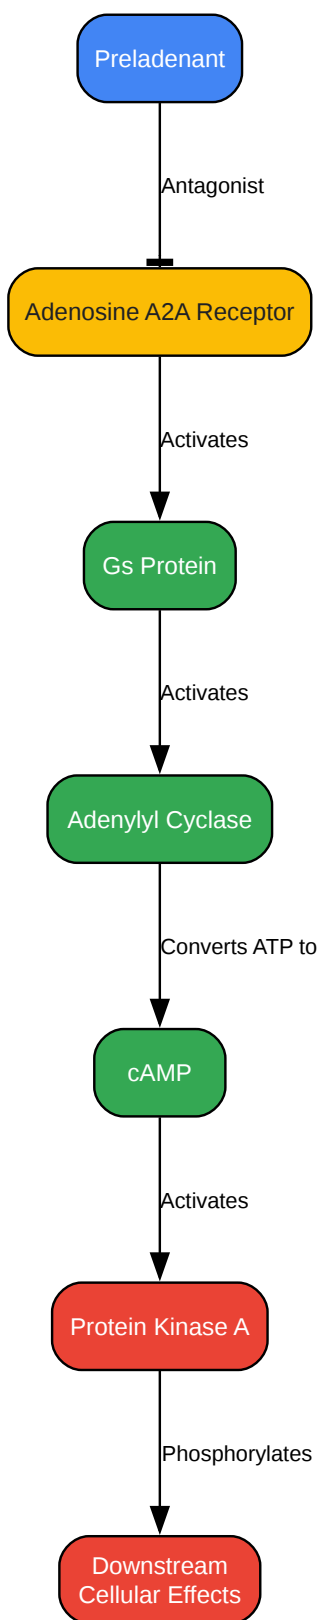 Preladenant
Antagonist
Adenosine A2A Receptor
Activates
Gs Protein
Activates
Adenylyl Cyclase
Converts ATP to
cAMP
Activates
Protein Kinase A
Phosphorylates
Downstream
Cellular Effects